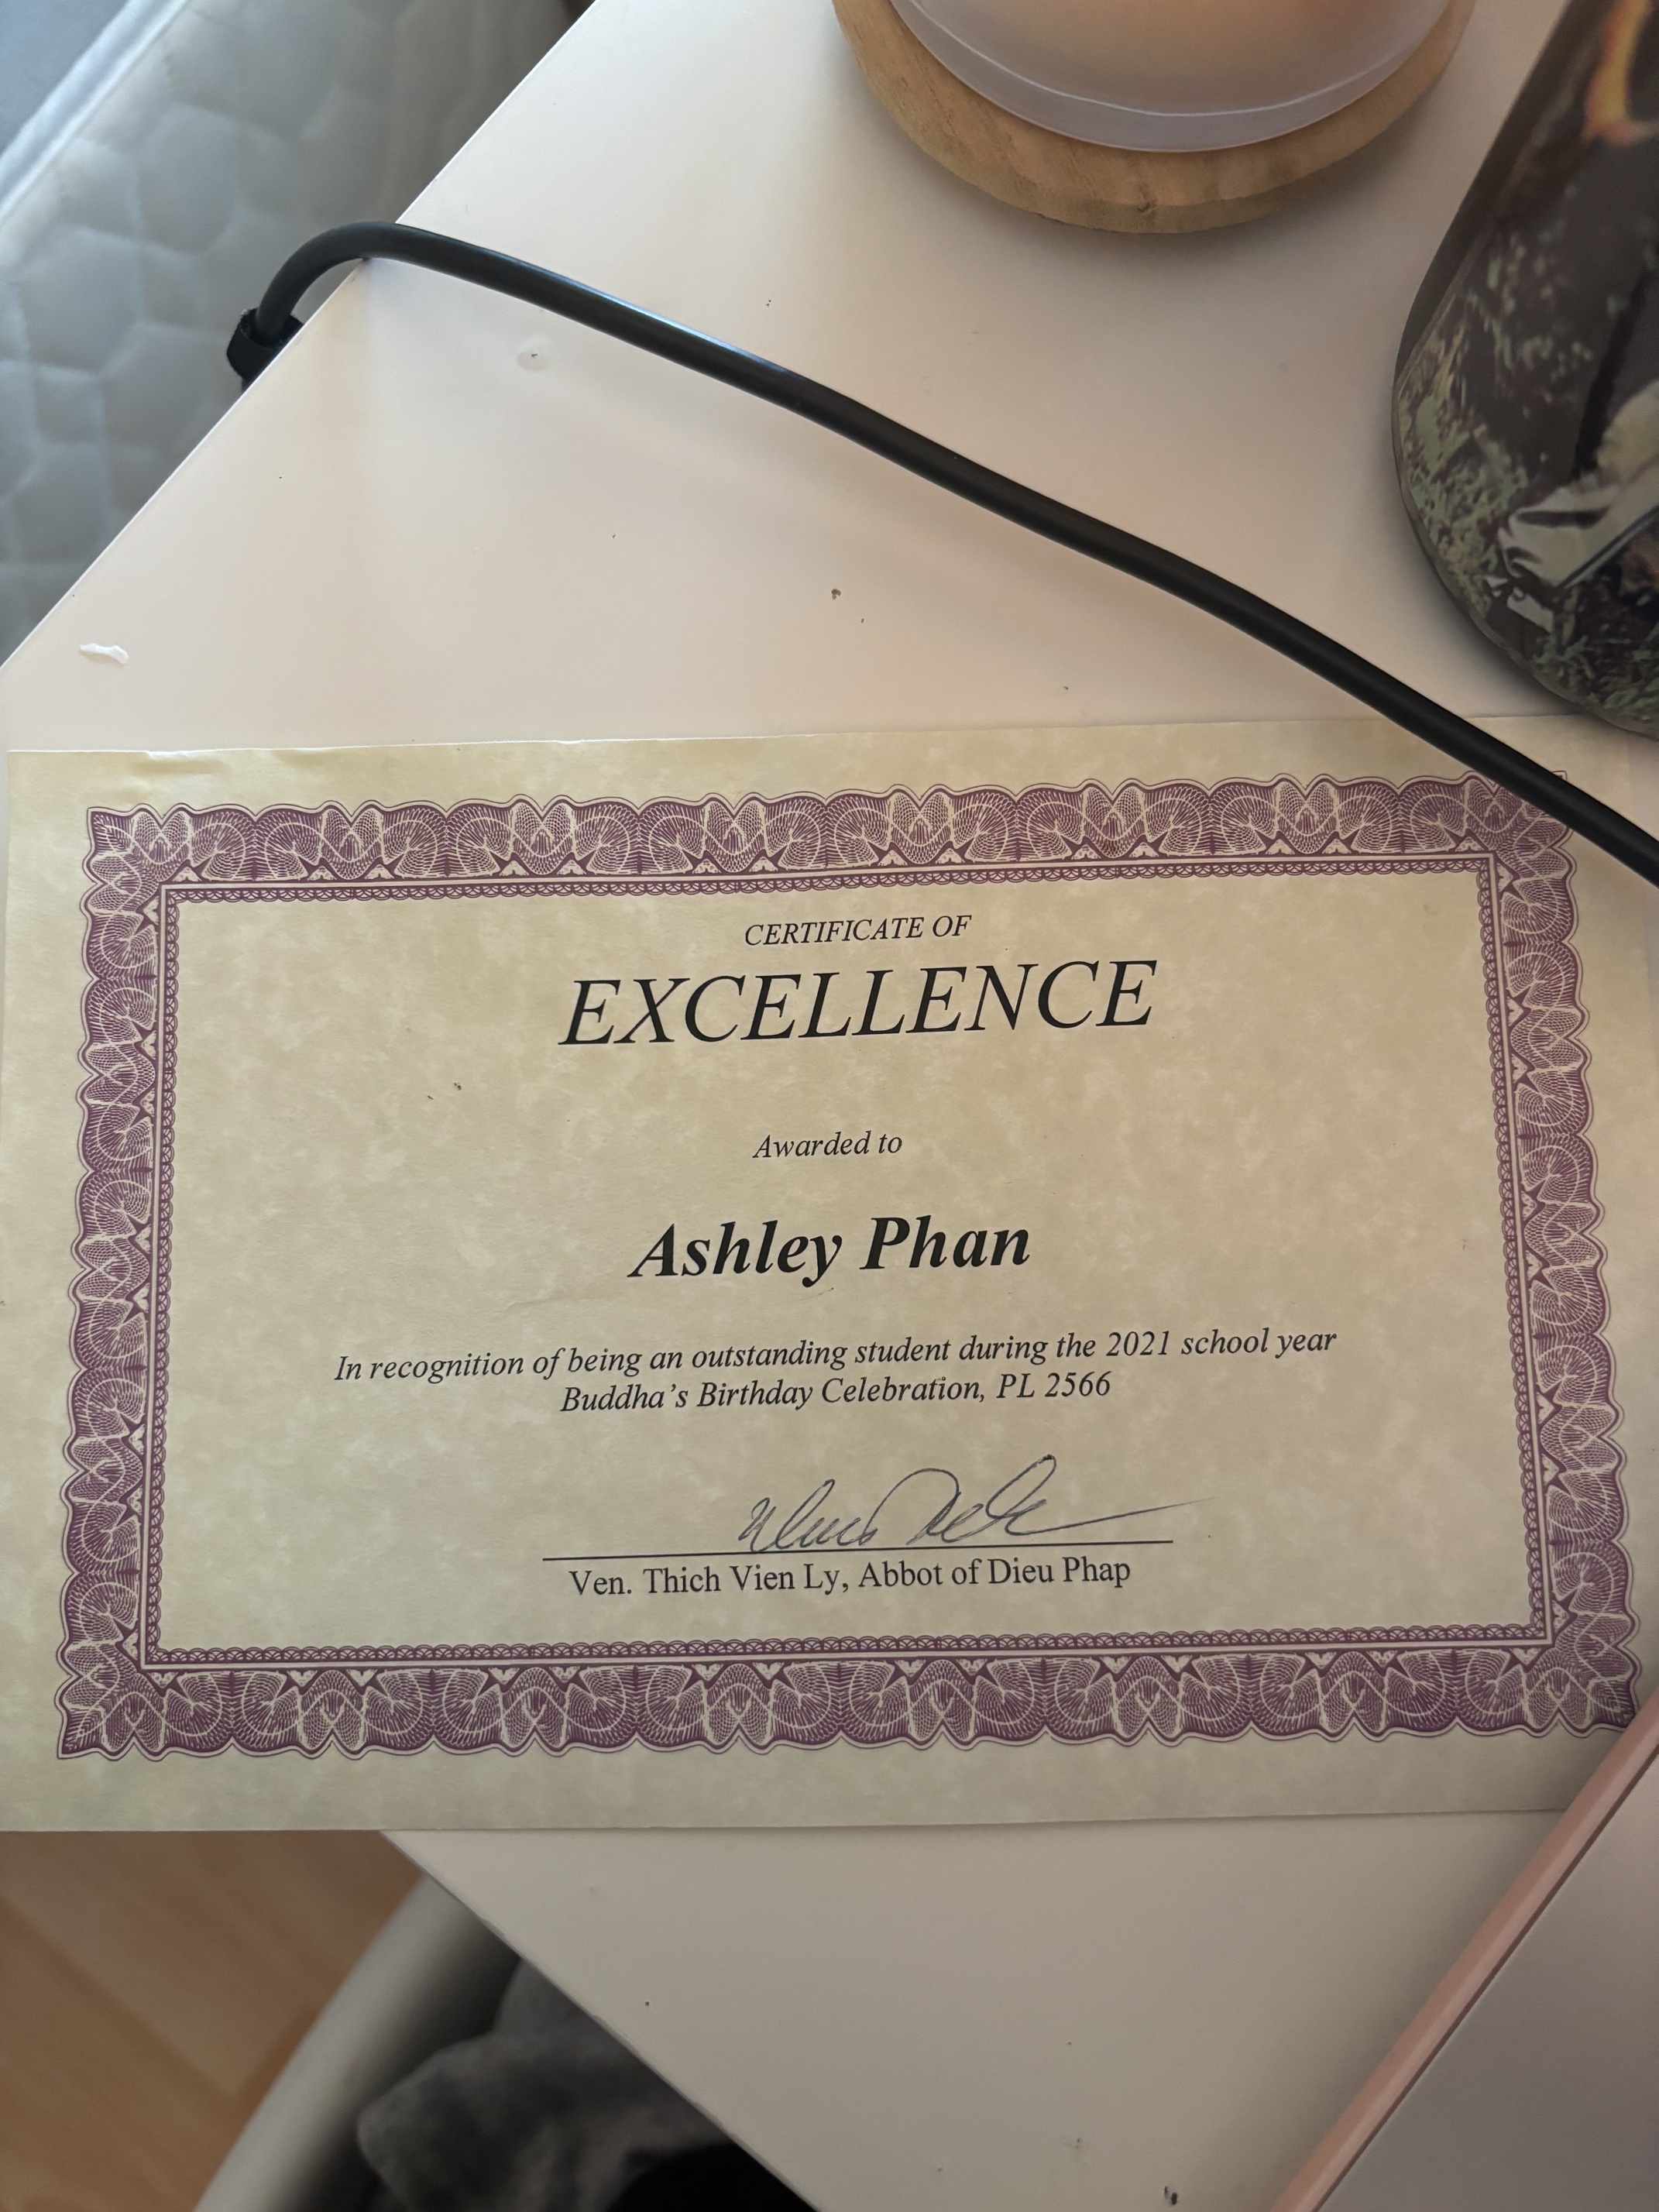 CERTIFICATE OF
EXCELLENCE
Awarded to
Ashley Phan
In recognition of being an outstanding student during the 2021 school year
Buddha's Birthday Celebration, PL 2566
Ven. Thich Vien Ly, Abbot of Dieu Phap